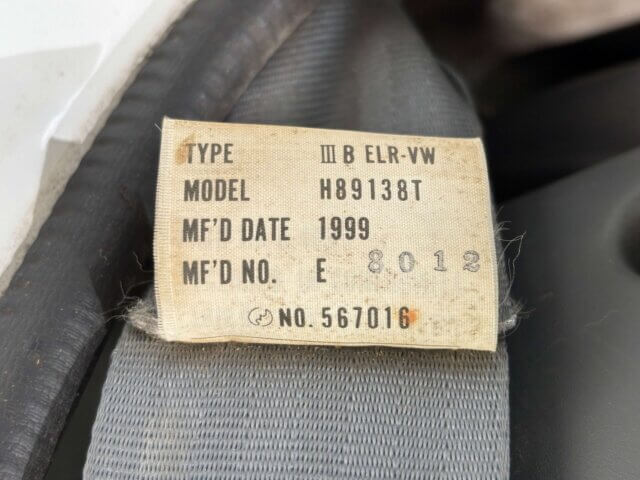 TYPE III B ELR-VW
MODEL H89138T
MF'D DATE 1999
MF'D NO. E 8012
NO. 567016